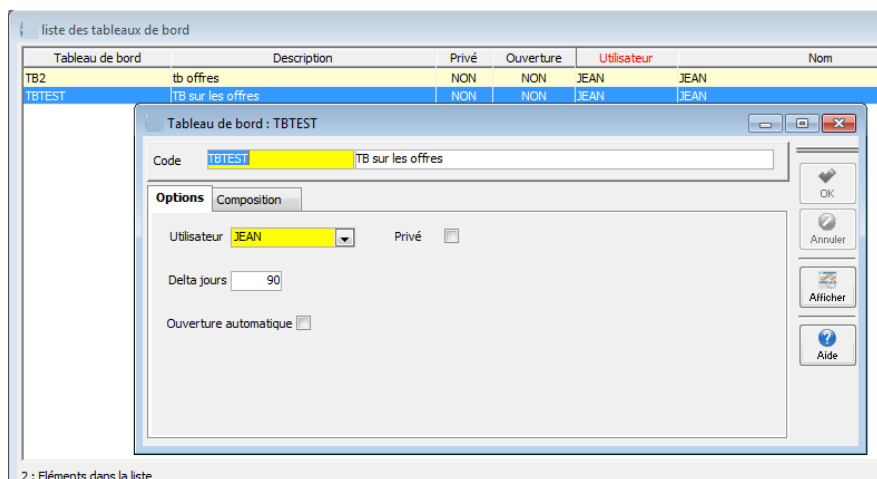 liste des tableaux de bord
Tableau de bord Description Privé Ouverture Utilisateur Nom
TB2 tb offres NON NON JEAN JEAN
TBTEST TB sur les offres NON NON JEAN JEAN
Tableau de bord : TBTEST
Code TBTEST TB sur les offres
OK
Options Composition
Utilisateur JEAN Privé
Annuler
Delta jours 90
Afficher
Ouverture automatique
Aide
2 : Eléments dans la liste